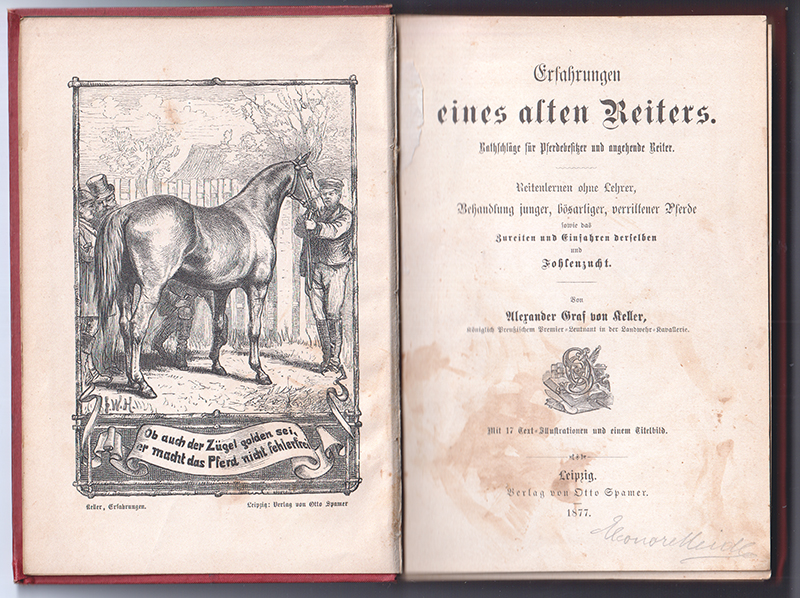 F.W.H.
Ob auch der Zügel golden sei,
er macht das Pferd nicht fehlerfrei
Keller, Erfahrungen.
Leipzig: Verlag von Otto Spamer
Erfahrungen
eines alten Reiters.
Rathschläge für Pferdebesitzer und angehende Reiter.
Reitenlernen ohne Lehrer,
Behandlung junger, bösartiger, verrittener Pferde
sowie das
Zureiten und Einfahren derselben
und
Fohlenzucht.
Von
Alexander Graf von Keller,
Königlich Preußischem Premier-Leutnant in der Landwehr-Kavallerie.
Mit 17 Text-Illustrationen und einem Titelbild.
Leipzig.
Verlag von Otto Spamer.
1877.